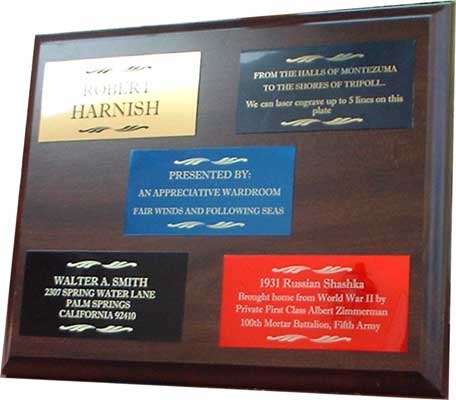 ROBERT
HARNISH
FROM THE HALLS OF MONTEZUMA
TO THE SHORES OF TRIPOLI...
We can laser engrave up to 5 lines on this
plate
PRESENTED BY:
AN APPRECIATIVE WARDROOM
FAIR WINDS AND FOLLOWING SEAS
WALTER A. SMITH
2307 SPRING WATER LANE
PALM SPRINGS
CALIFORNIA 92410
1931 Russian Shashka
Brought home from World War II by
Private First Class Albert Zimmerman
100th Mortar Battalion, Fifth Army